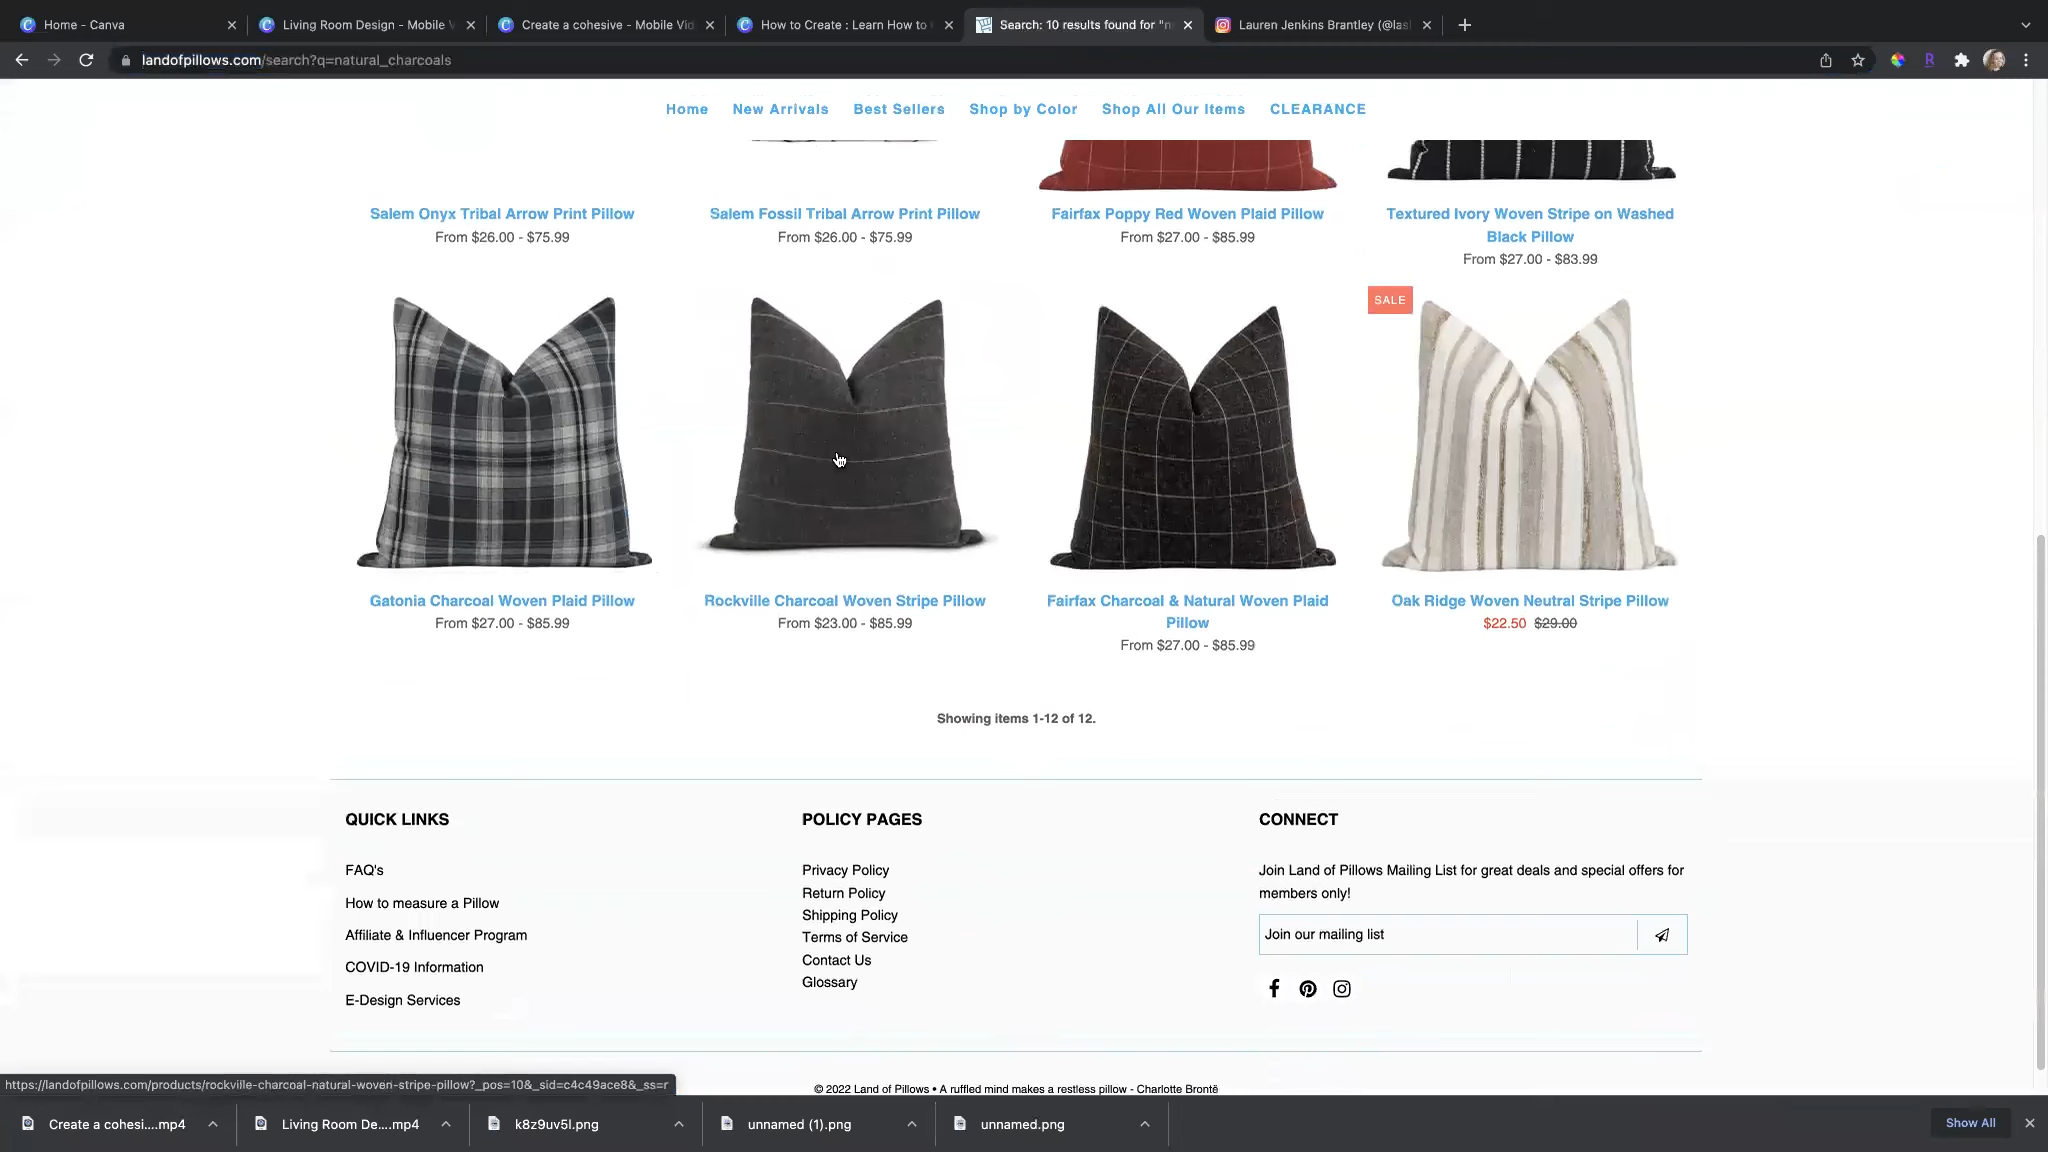 Home - Canva
Living Room Design - Mobile V
Create a cohesive - Mobile Vid
How to Create : Learn How to
Search: 10 results found for "n
Lauren Jenkins Brantley (@las
landofpillows.com/search?q=natural_charcoals
Home New Arrivals Best Sellers Shop by Color Shop All Our Items CLEARANCE
Salem Onyx Tribal Arrow Print Pillow
From $26.00 - $75.99
Salem Fossil Tribal Arrow Print Pillow
From $26.00 - $75.99
Fairfax Poppy Red Woven Plaid Pillow
From $27.00 - $85.99
Textured Ivory Woven Stripe on Washed
Black Pillow
From $27.00 - $83.99
SALE
Gatonia Charcoal Woven Plaid Pillow
From $27.00 - $85.99
Rockville Charcoal Woven Stripe Pillow
From $23.00 - $85.99
Fairfax Charcoal & Natural Woven Plaid
Pillow
From $27.00 - $85.99
Oak Ridge Woven Neutral Stripe Pillow
$22.50 $29.00
Showing items 1-12 of 12.
QUICK LINKS
FAQ's
How to measure a Pillow
Affiliate & Influencer Program
COVID-19 Information
E-Design Services
POLICY PAGES
Privacy Policy
Return Policy
Shipping Policy
Terms of Service
Contact Us
Glossary
CONNECT
Join Land of Pillows Mailing List for great deals and special offers for
members only!
Join our mailing list
https://landofpillows.com/products/rockville-charcoal-natural-woven-stripe-pillow?_pos=10&_sid=c4c49ace8&_ss=r
© 2022 Land of Pillows • A ruffled mind makes a restless pillow - Charlotte Brontë
Create a cohesi....mp4
Living Room De....mp4
k8z9uv5l.png
unnamed (1).png
unnamed.png
Show All